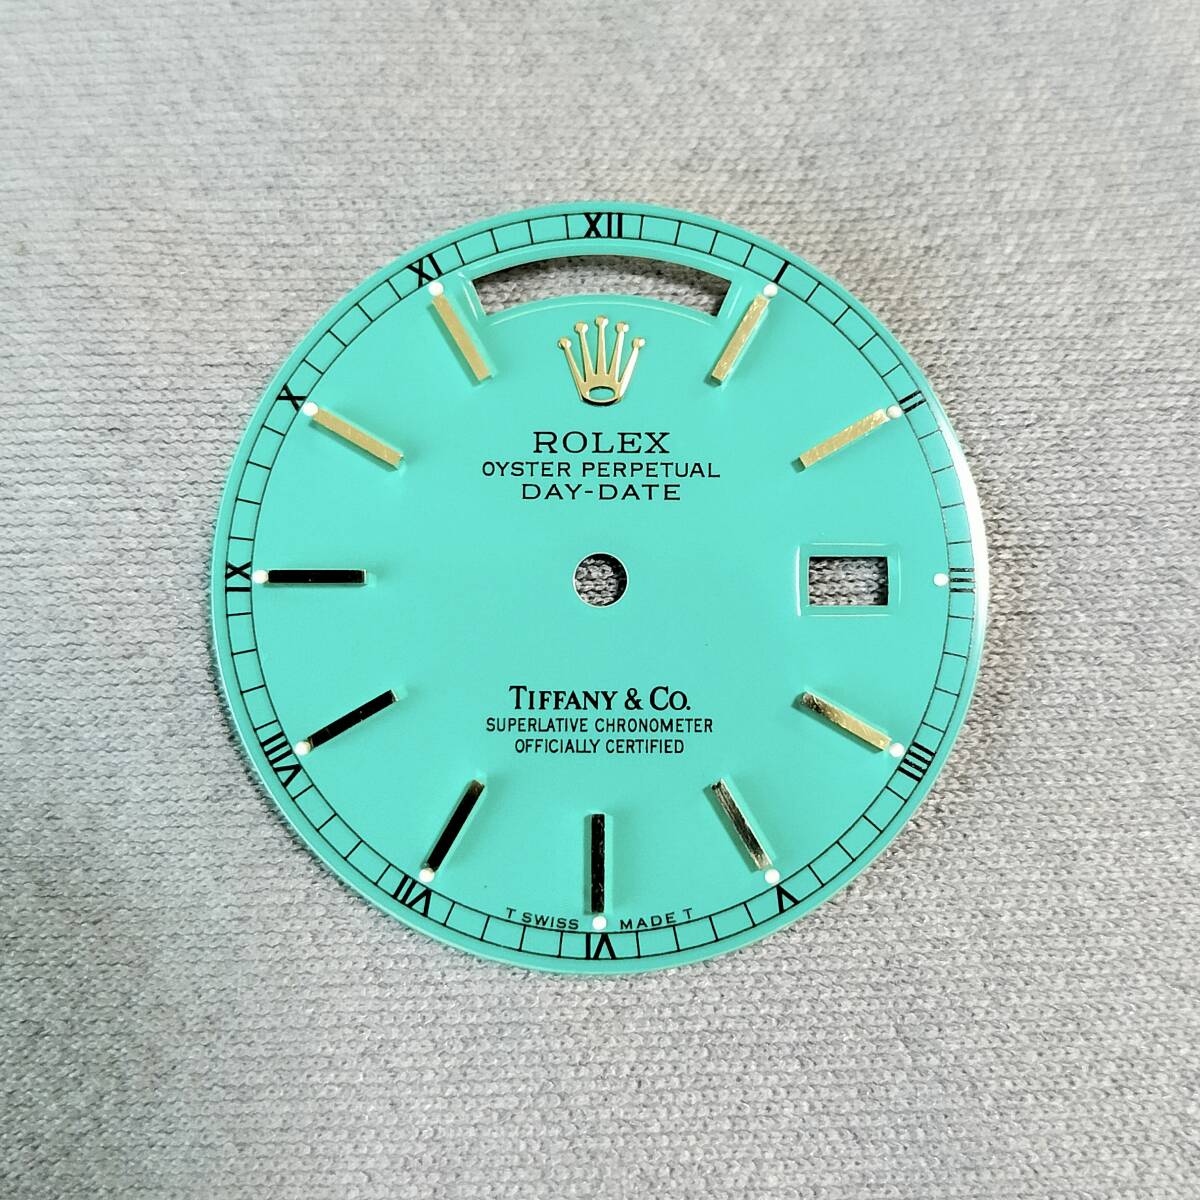 XII
I
II
III
IIII
V
VI
VII
VIII
IX
X
XI
ROLEX
OYSTER PERPETUAL
DAY-DATE
TIFFANY & CO.
SUPERLATIVE CHRONOMETER
OFFICIALLY CERTIFIED
T SWISS MADE T